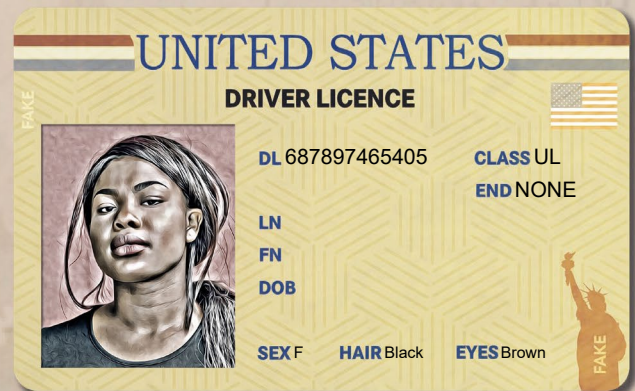 UNITED STATES
DRIVER LICENCE
FAKE
DL 687897465405 CLASS UL
END NONE
LN
FN
DOB
SEX F HAIR Black EYES Brown
FAKE